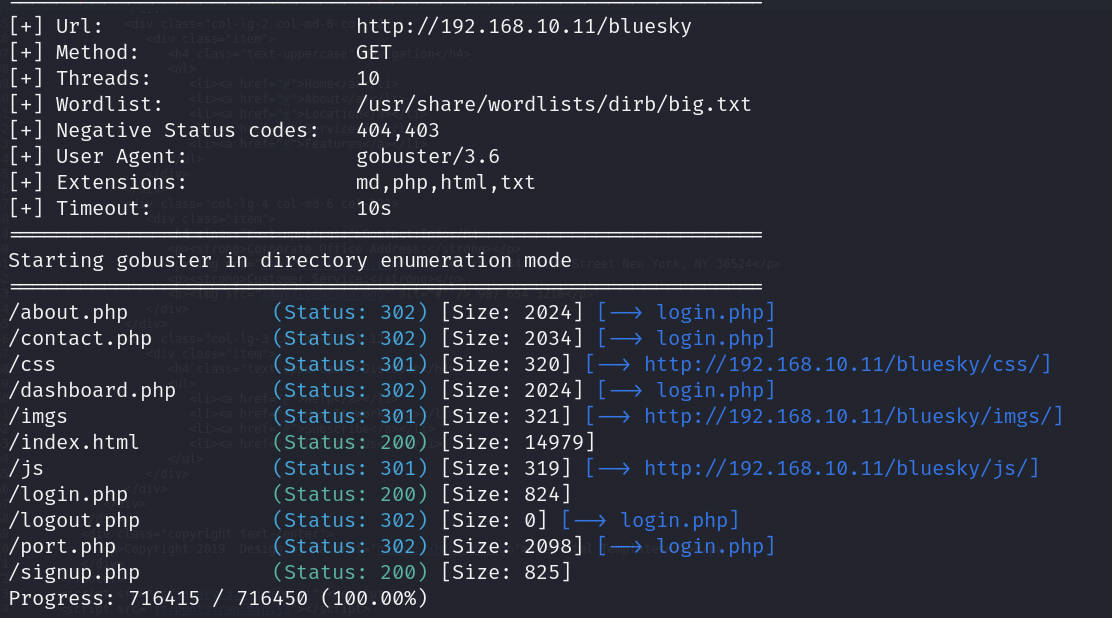 [+] Url: http://192.168.10.11/bluesky
[+] Method: GET
[+] Threads: 10
[+] Wordlist: /usr/share/wordlists/dirb/big.txt
[+] Negative Status codes: 404,403
[+] User Agent: gobuster/3.6
[+] Extensions: md,php,html,txt
[+] Timeout: 10s
===============================================================
Starting gobuster in directory enumeration mode
===============================================================
/about.php (Status: 302) [Size: 2024] [--> login.php]
/contact.php (Status: 302) [Size: 2034] [--> login.php]
/css (Status: 301) [Size: 320] [--> http://192.168.10.11/bluesky/css/]
/dashboard.php (Status: 302) [Size: 2024] [--> login.php]
/imgs (Status: 301) [Size: 321] [--> http://192.168.10.11/bluesky/imgs/]
/index.html (Status: 200) [Size: 14979]
/js (Status: 301) [Size: 319] [--> http://192.168.10.11/bluesky/js/]
/login.php (Status: 200) [Size: 824]
/logout.php (Status: 302) [Size: 0] [--> login.php]
/port.php (Status: 302) [Size: 2098] [--> login.php]
/signup.php (Status: 200) [Size: 825]
Progress: 716415 / 716450 (100.00%)